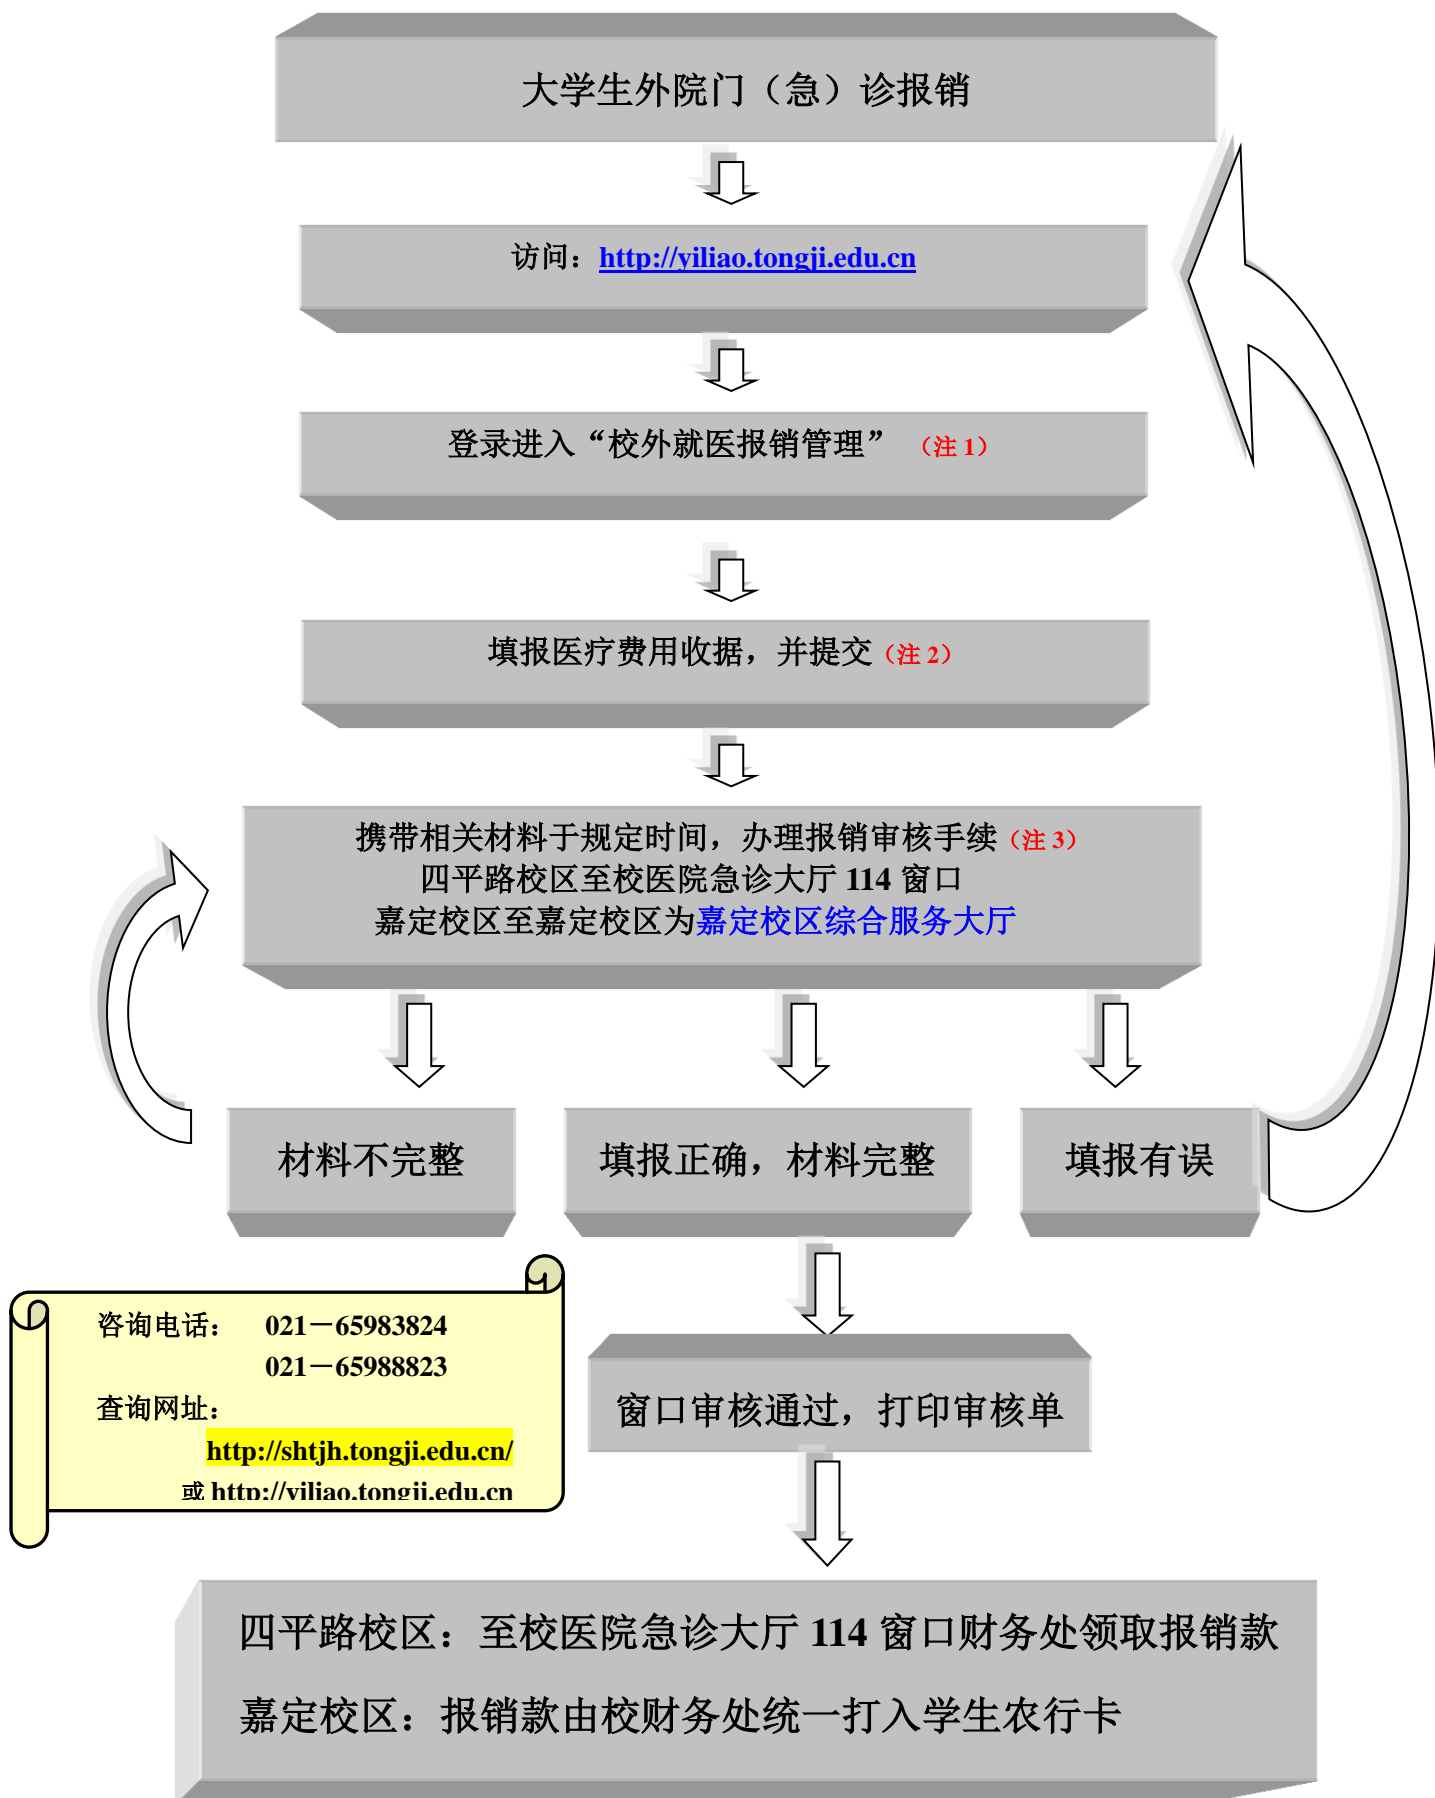 大学生外院门（急）诊报销
访问：http://yiliao.tongji.edu.cn
登录进入“校外就医报销管理” （注 1）
填报医疗费用收据，并提交（注 2）
携带相关材料于规定时间，办理报销审核手续（注 3）
四平路校区至校医院急诊大厅 114 窗口
嘉定校区至嘉定校区为嘉定校区综合服务大厅
材料不完整
填报正确，材料完整
填报有误
咨询电话： 021－65983824
021－65988823
查询网址：
http://shtjh.tongji.edu.cn/
或 http://yiliao.tongji.edu.cn
窗口审核通过，打印审核单
四平路校区：至校医院急诊大厅 114 窗口财务处领取报销款
嘉定校区：报销款由校财务处统一打入学生农行卡